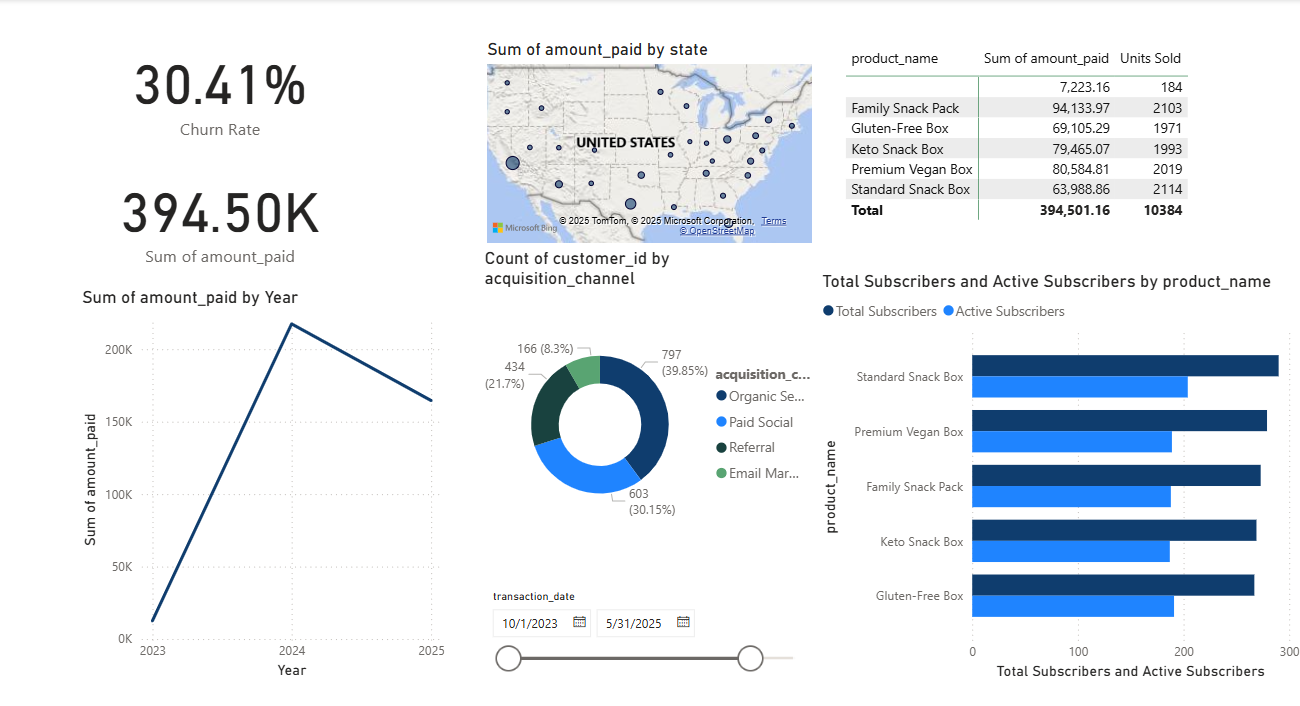 30.41%
Churn Rate
394.50K
Sum of amount_paid
Sum of amount_paid by Year
200K
150K
100K
50K
0K
Sum of amount_paid
2023 2024 2025
Year
Sum of amount_paid by state
UNITED STATES
© 2025 TomTom, © 2025 Microsoft Corporation, Terms
© OpenStreetMap
Microsoft Bing
Count of customer_id by
acquisition_channel
166 (8.3%)
434
(21.7%)
797
(39.85%)
603
(30.15%)
acquisition_c...
Organic Se...
Paid Social
Referral
Email Mar...
transaction_date
10/1/2023 5/31/2025
product_name Sum of amount_paid Units Sold
7,223.16 184
Family Snack Pack 94,133.97 2103
Gluten-Free Box 69,105.29 1971
Keto Snack Box 79,465.07 1993
Premium Vegan Box 80,584.81 2019
Standard Snack Box 63,988.86 2114
Total 394,501.16 10384
Total Subscribers and Active Subscribers by product_name
Total Subscribers Active Subscribers
product_name
Standard Snack Box
Premium Vegan Box
Family Snack Pack
Keto Snack Box
Gluten-Free Box
0 100 200 300
Total Subscribers and Active Subscribers